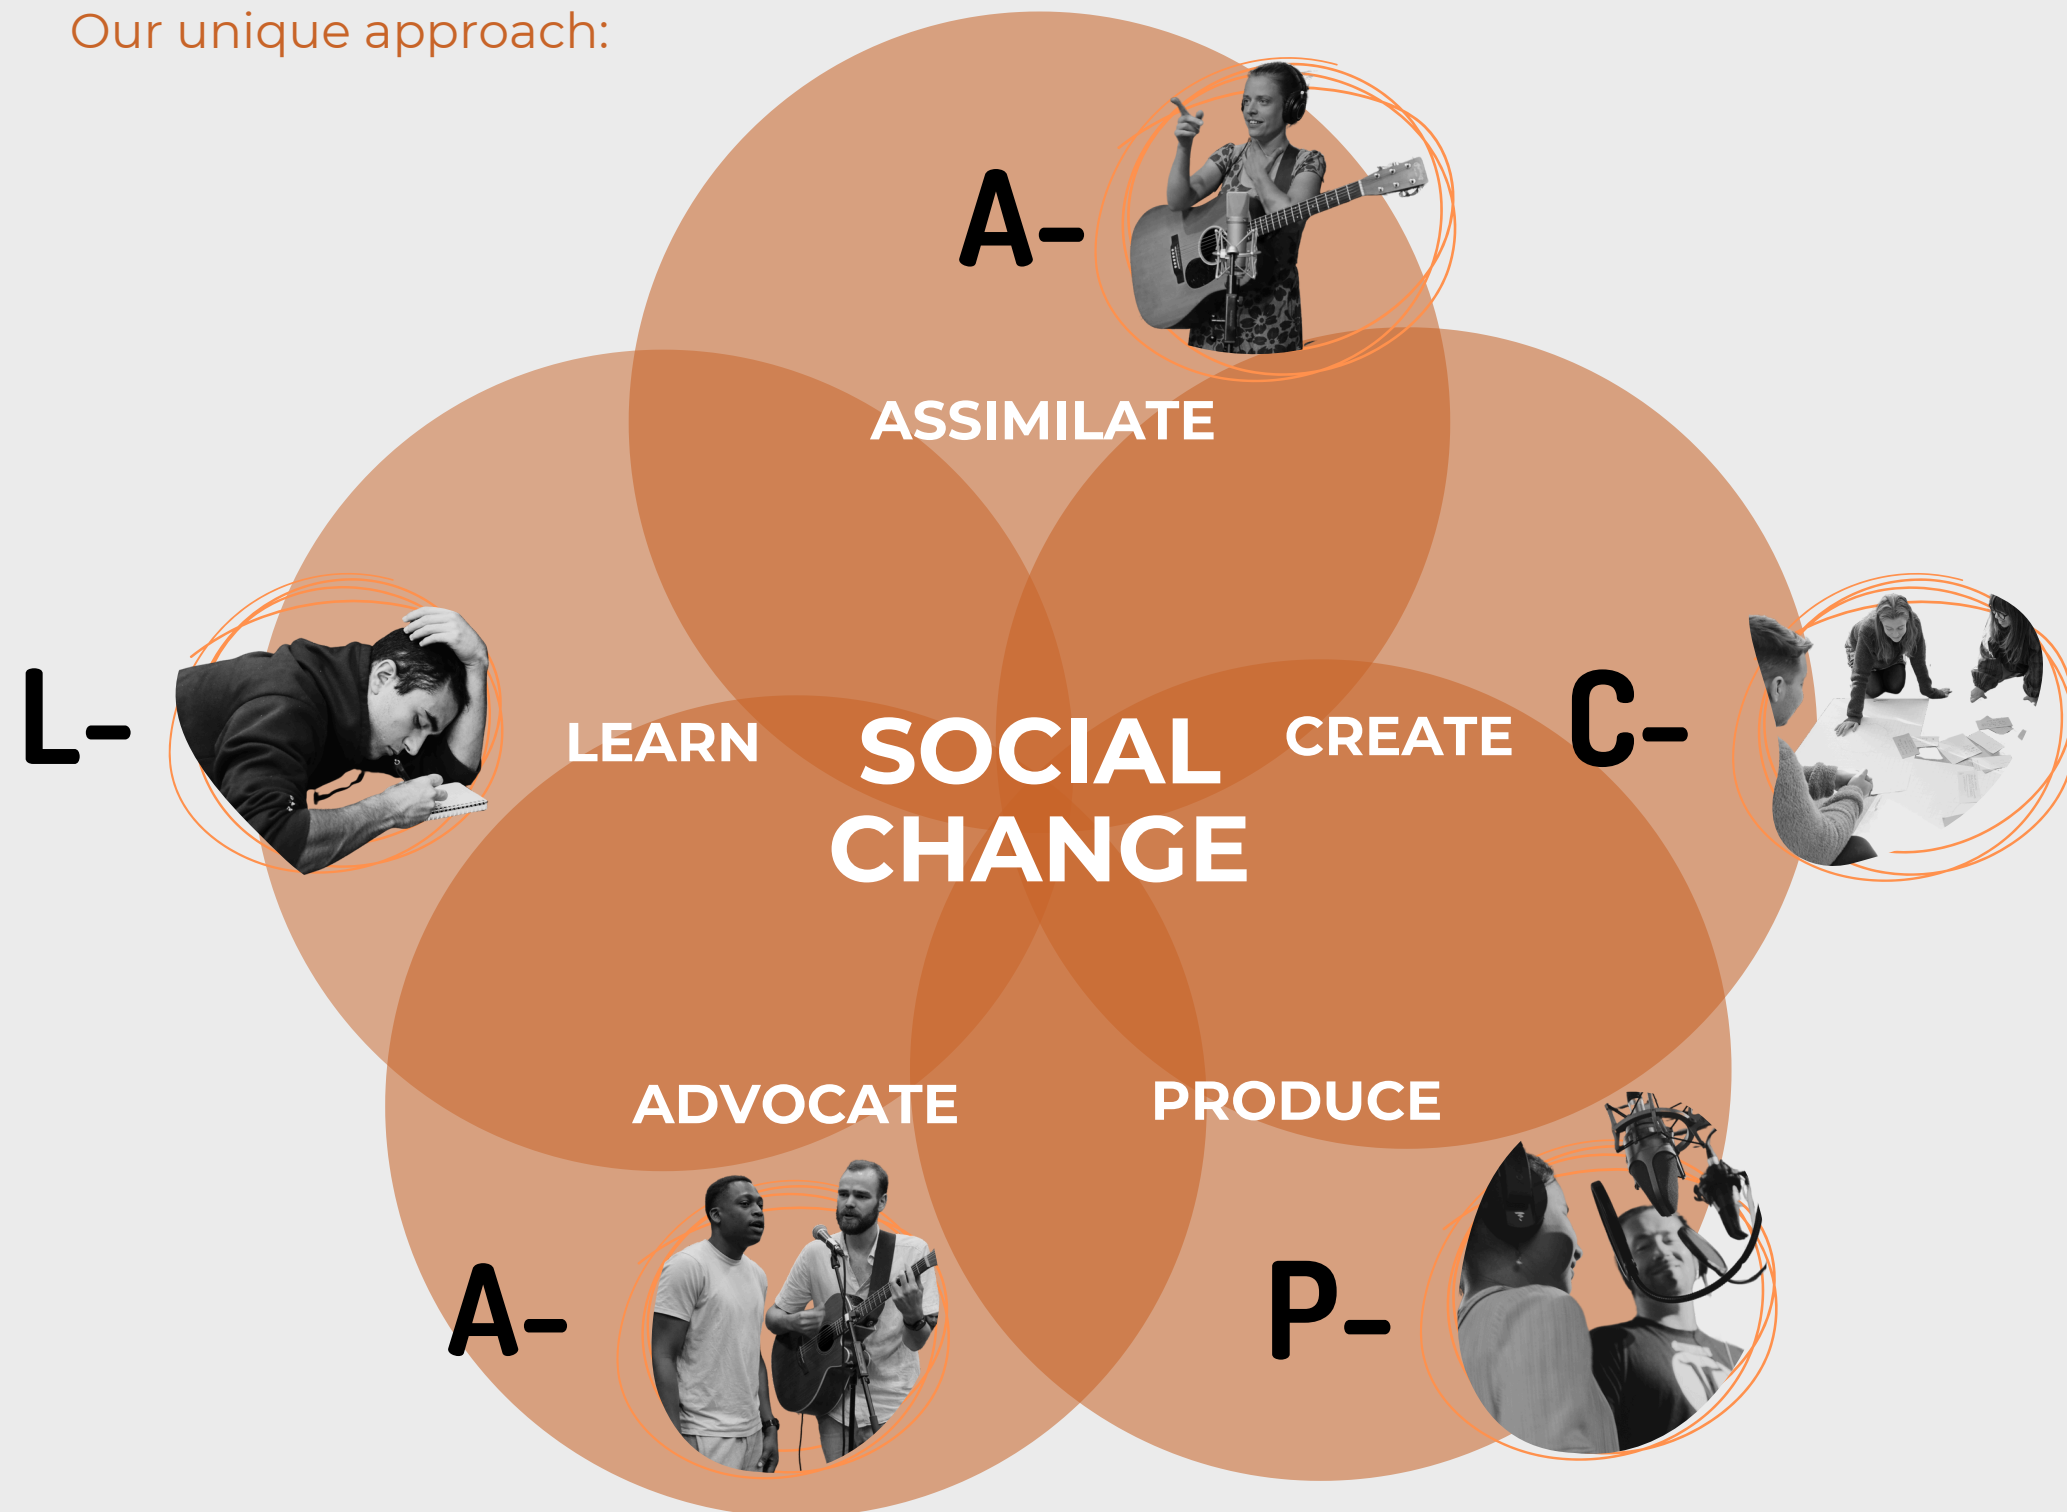 Our unique approach:
A-
ASSIMILATE
L-
LEARN
SOCIAL
CHANGE
CREATE
C-
ADVOCATE
PRODUCE
A-
P-